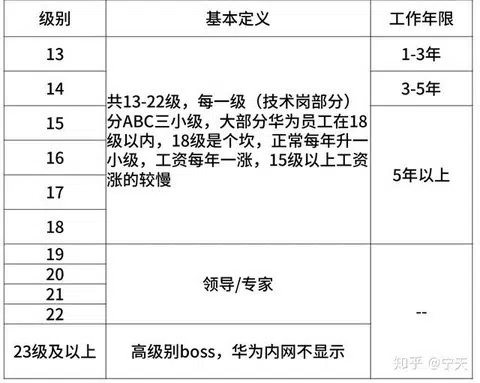 级别 基本定义 工作年限
13 1-3年
14 3-5年
共13-22级，每一级（技术岗部分）
分ABC三小级，大部分华为员工在18
级以内，18级是个坎，正常每年升一
小级，工资每年一涨，15级以上工资
涨的较慢
15
16
17
18
5年以上
19
20
21
22
领导/专家
--
23级及以上 高级别boss，华为内网不显示
知乎 @宁天